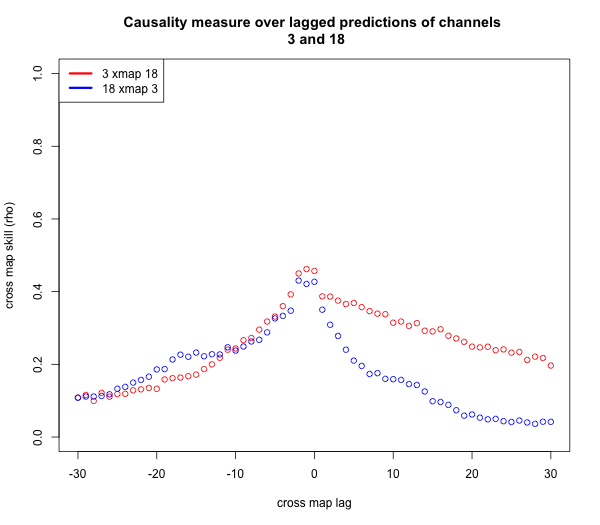 Causality measure over lagged predictions of channels
3 and 18
3 xmap 18
18 xmap 3
cross map skill (rho)
1.0
0.8
0.6
0.4
0.2
0.0
-30
-20
-10
0
10
20
30
cross map lag